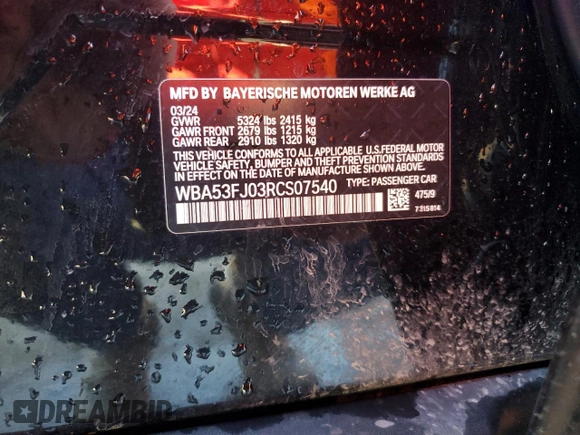 MFD BY BAYERISCHE MOTOREN WERKE AG
03/24
GVWR 5324 lbs 2415 kg
GAWR FRONT 2679 lbs 1215 kg
GAWR REAR 2910 lbs 1320 kg
THIS VEHICLE CONFORMS TO ALL APPLICABLE U.S.FEDERAL MOTOR
VEHICLE SAFETY, BUMPER AND THEFT PREVENTION STANDARDS
IN EFFECT ON THE DATE OF MANUFACTURE SHOWN ABOVE.
WBA53FJ03RCS07540 TYPE: PASSENGER CAR
475/9
7315814
DREAMBID